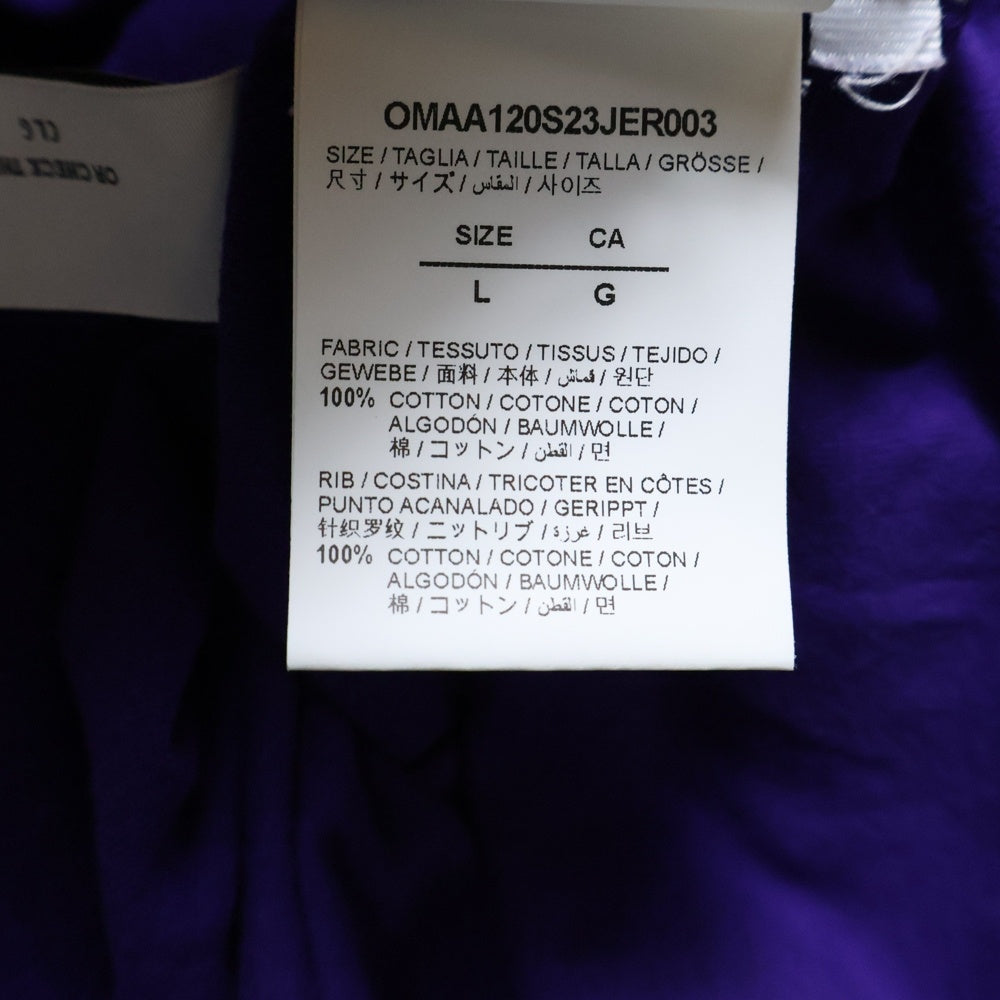 OMAA120S23JER003
SIZE / TAGLIA / TAILLE / TALLA / GRÖSSE /
尺寸 / サイズ / المقاس / 사이즈
SIZE CA
L G
FABRIC / TESSUTO / TISSUS / TEJIDO /
GEWEBE / 面料 / 本体 / قماش / 원단
100% COTTON / COTONE / COTON /
ALGODÓN / BAUMWOLLE /
棉 / コットン / القطن / 면
RIB / COSTINA / TRICOTER EN CÔTES /
PUNTO ACANALADO / GERIPPT /
针织罗纹 / ニットリブ / غرزة / 리브
100% COTTON / COTONE / COTON /
ALGODÓN / BAUMWOLLE /
棉 / コットン / القطن / 면